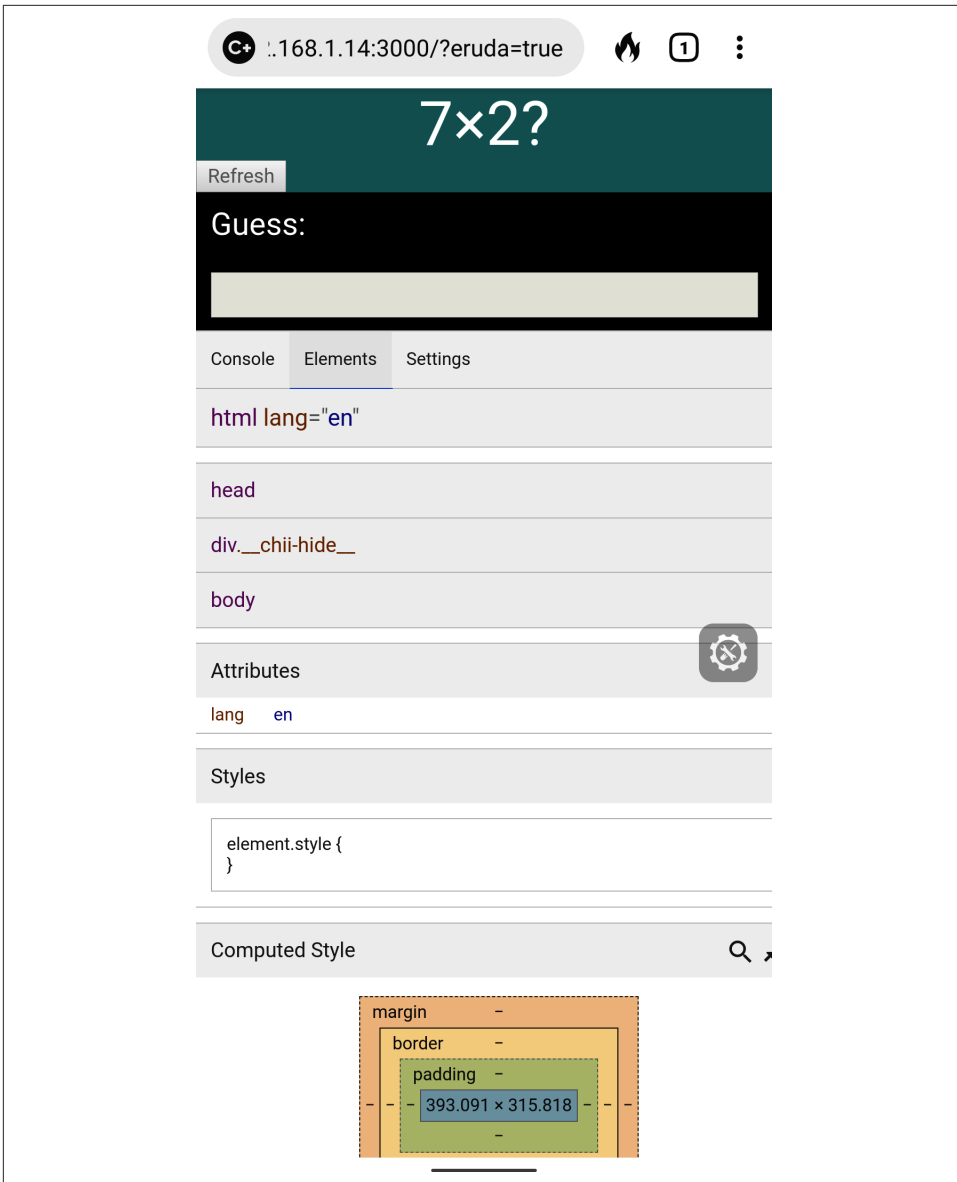 C+ .168.1.14:3000/?eruda=true 1
7×2?
Refresh
Guess:
Console Elements Settings
html lang="en"
head
div.__chii-hide__
body
Attributes
lang en
Styles
element.style {
}
Computed Style
margin –
border –
padding –
– – – 393.091 × 315.818 – – –
–